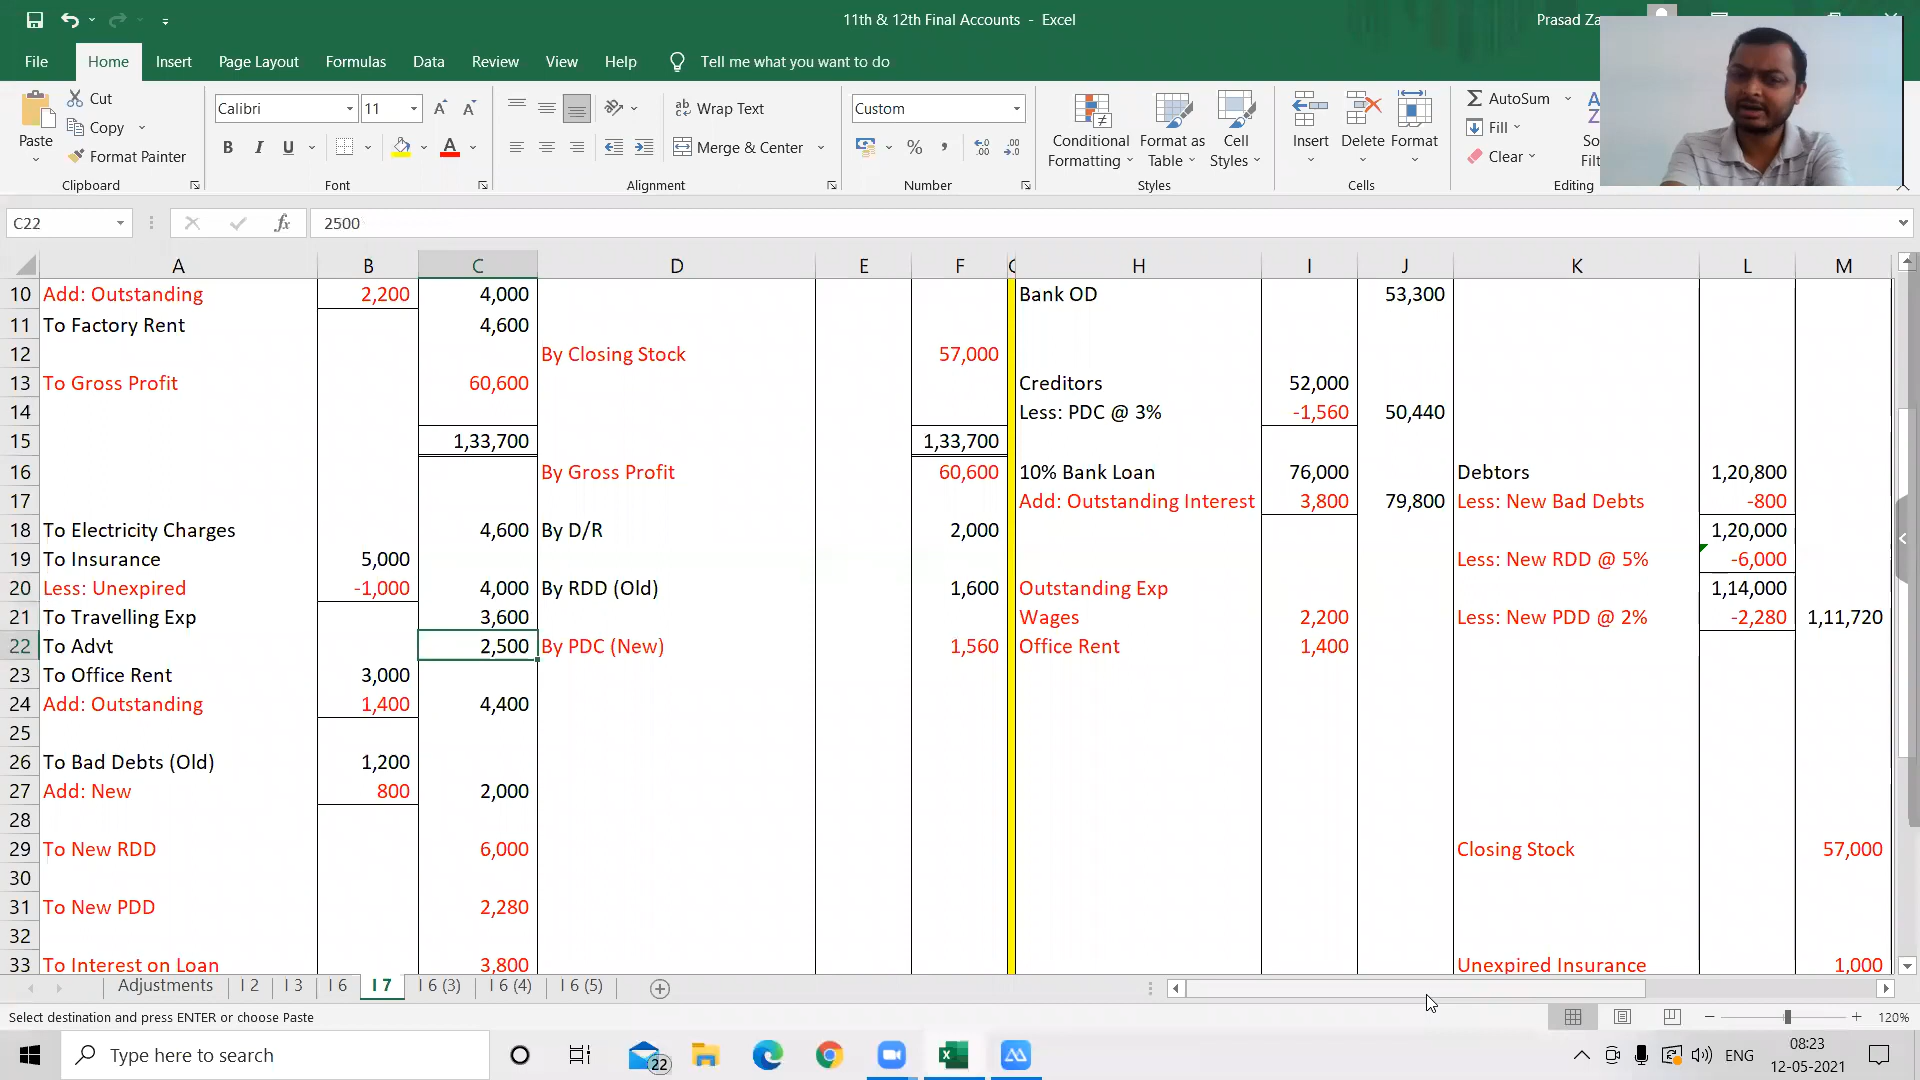 11th & 12th Final Accounts - Excel
Prasad Za
File Home Insert Page Layout Formulas Data Review View Help Tell me what you want to do
Paste
Cut
Copy
Format Painter
Clipboard
Calibri 11
B I U
Font
Wrap Text
Merge & Center
Alignment
Custom
% ,
Number
Conditional Formatting
Format as Table
Cell Styles
Styles
Insert Delete Format
Cells
AutoSum
Fill
Clear
So
Filt
Editing
C22 fx 2500
A B C D E F H I J K L M
10 Add: Outstanding 2,200 4,000 Bank OD 53,300
11 To Factory Rent 4,600
12 By Closing Stock 57,000
13 To Gross Profit 60,600 Creditors 52,000
14 Less: PDC @ 3% -1,560 50,440
15 1,33,700 1,33,700
16 By Gross Profit 60,600 10% Bank Loan 76,000 Debtors 1,20,800
17 Add: Outstanding Interest 3,800 79,800 Less: New Bad Debts -800
18 To Electricity Charges 4,600 By D/R 2,000 1,20,000
19 To Insurance 5,000 Less: New RDD @ 5% -6,000
20 Less: Unexpired -1,000 4,000 By RDD (Old) 1,600 Outstanding Exp 1,14,000
21 To Travelling Exp 3,600 Wages 2,200 Less: New PDD @ 2% -2,280 1,11,720
22 To Advt 2,500 By PDC (New) 1,560 Office Rent 1,400
23 To Office Rent 3,000
24 Add: Outstanding 1,400 4,400
25
26 To Bad Debts (Old) 1,200
27 Add: New 800 2,000
28
29 To New RDD 6,000 Closing Stock 57,000
30
31 To New PDD 2,280
32
33 To Interest on Loan 3,800 Unexpired Insurance 1,000
Adjustments I 2 I 3 I 6 I 7 I 6 (3) I 6 (4) I 6 (5)
Select destination and press ENTER or choose Paste 120%
Type here to search
22
ENG
08:23
12-05-2021